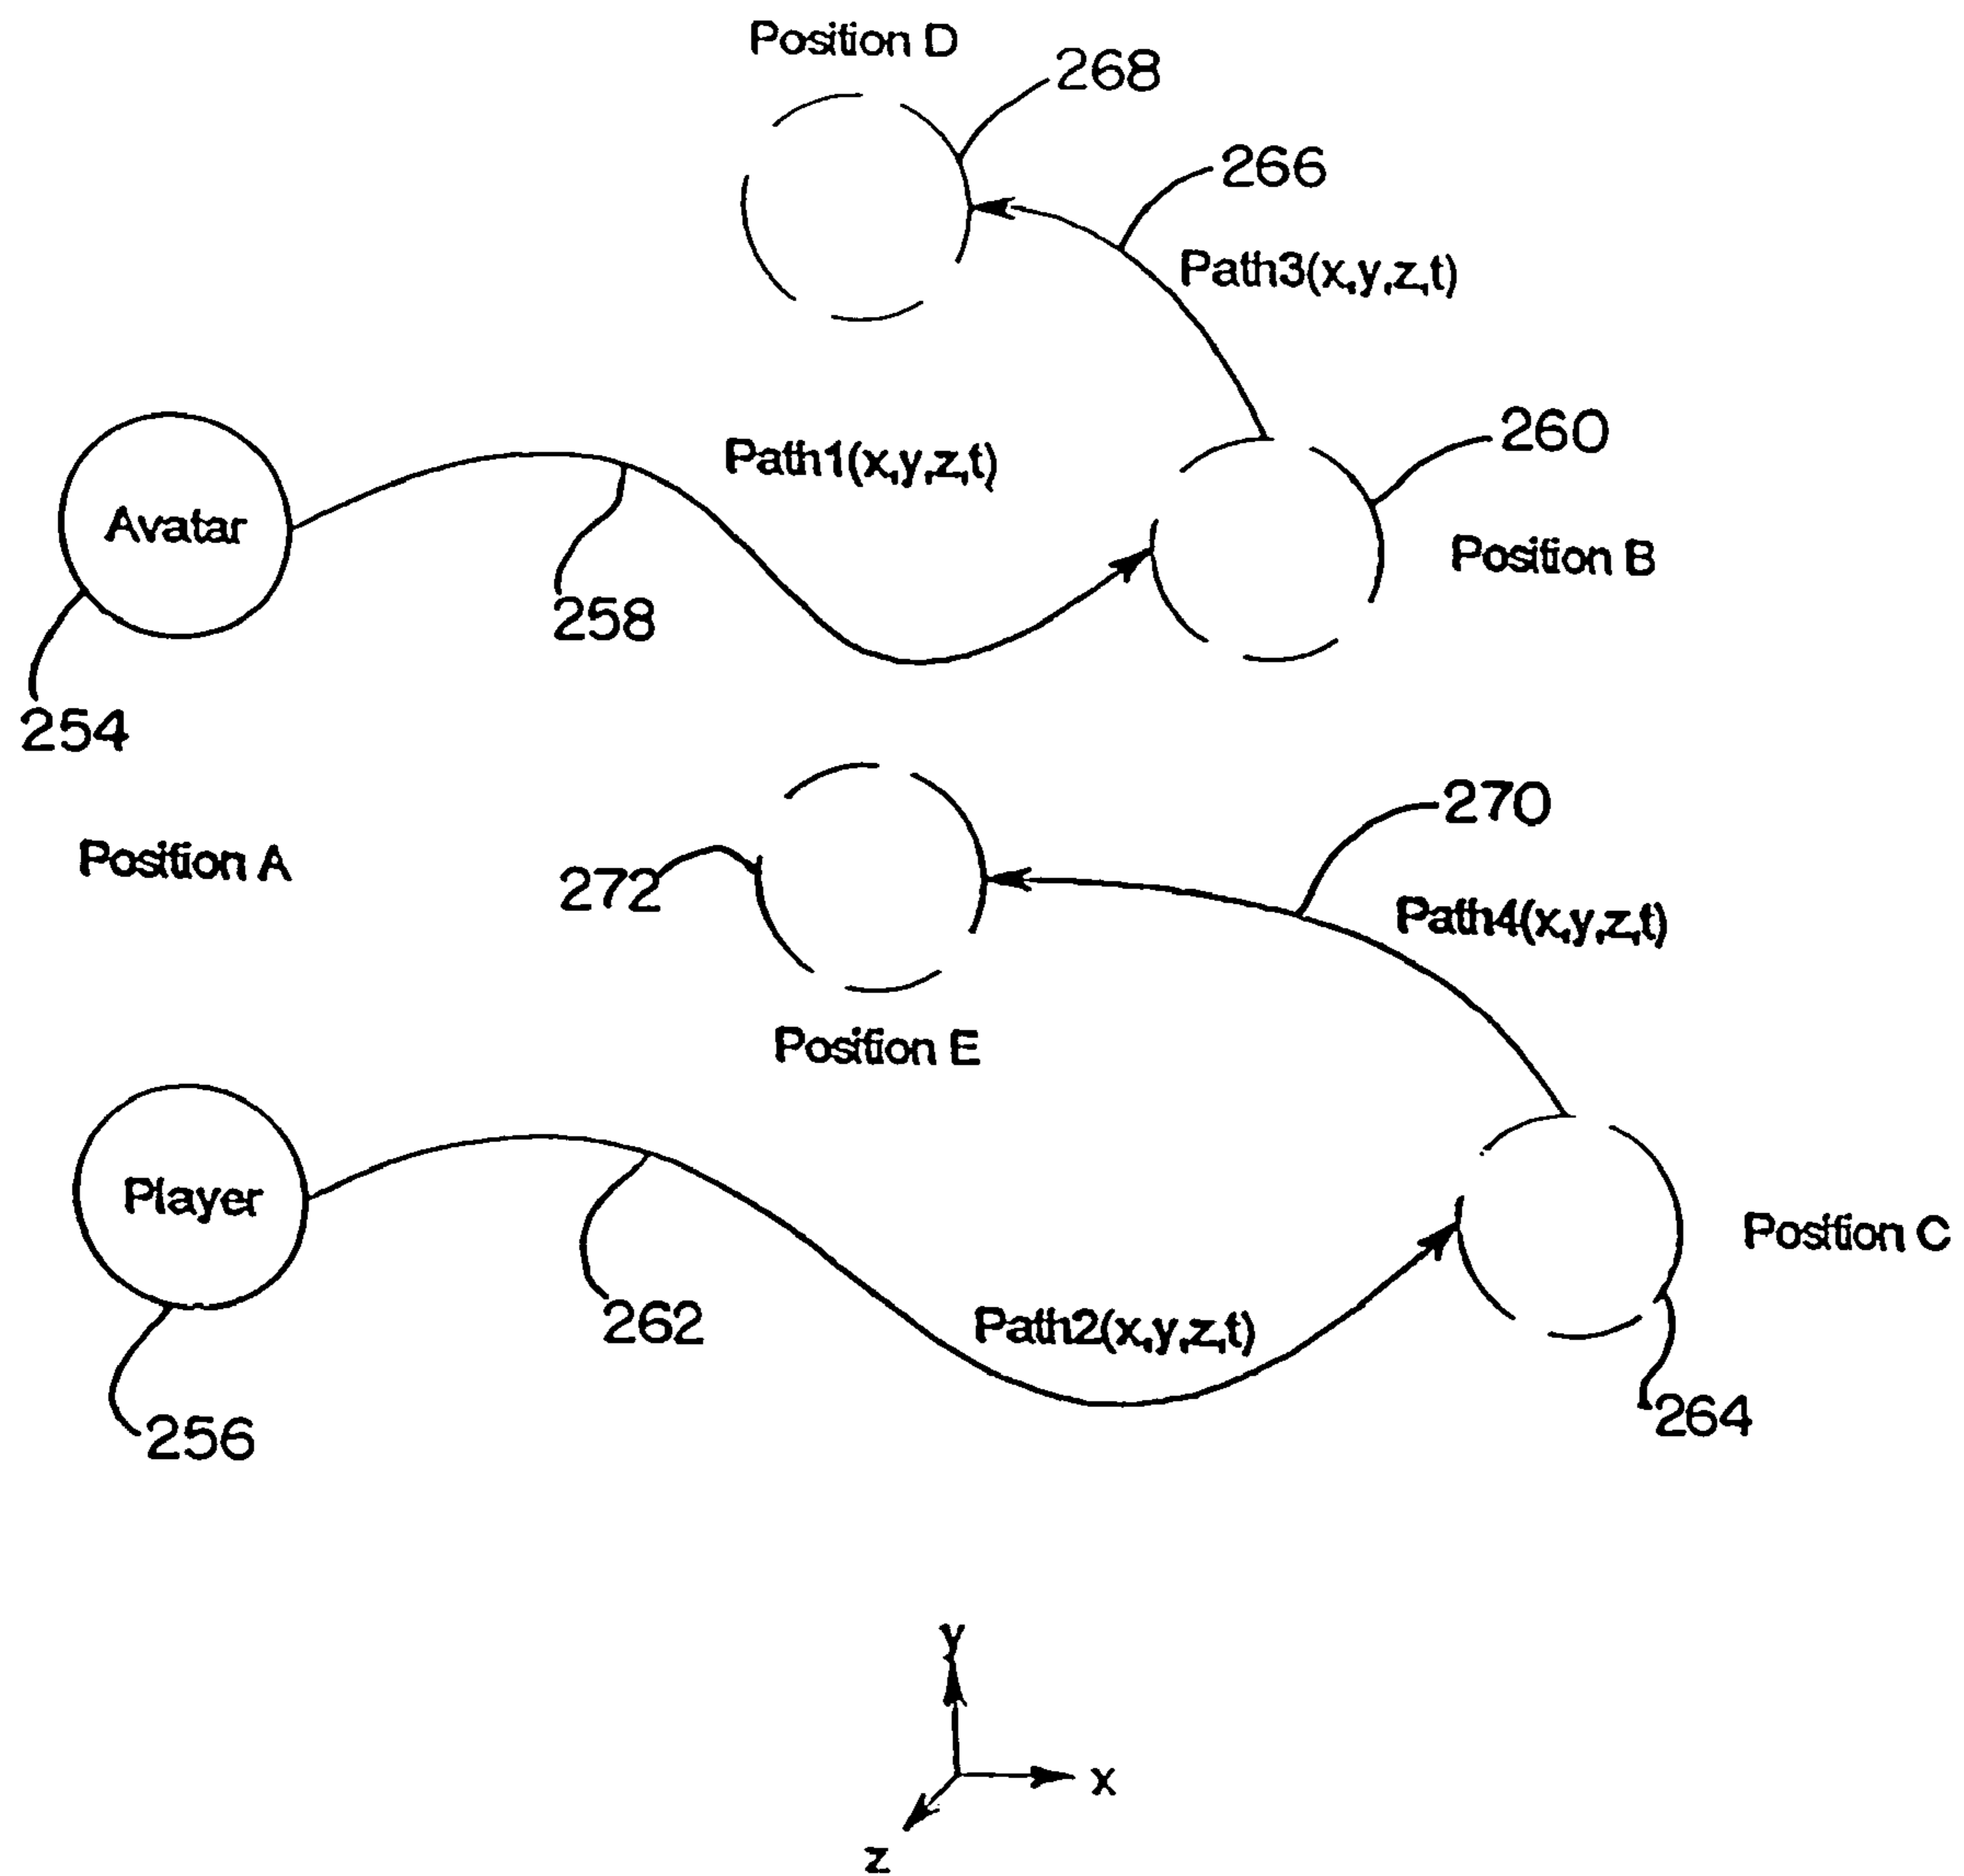 Position D
268
266
Path3(x,y,z,t)
260
Path1(x,y,z,t)
Avatar
Position B
258
254
270
Position A
272
Path4(x,y,z,t)
Position E
Player
Position C
262
Path2(x,y,z,t)
264
256
y
x
z